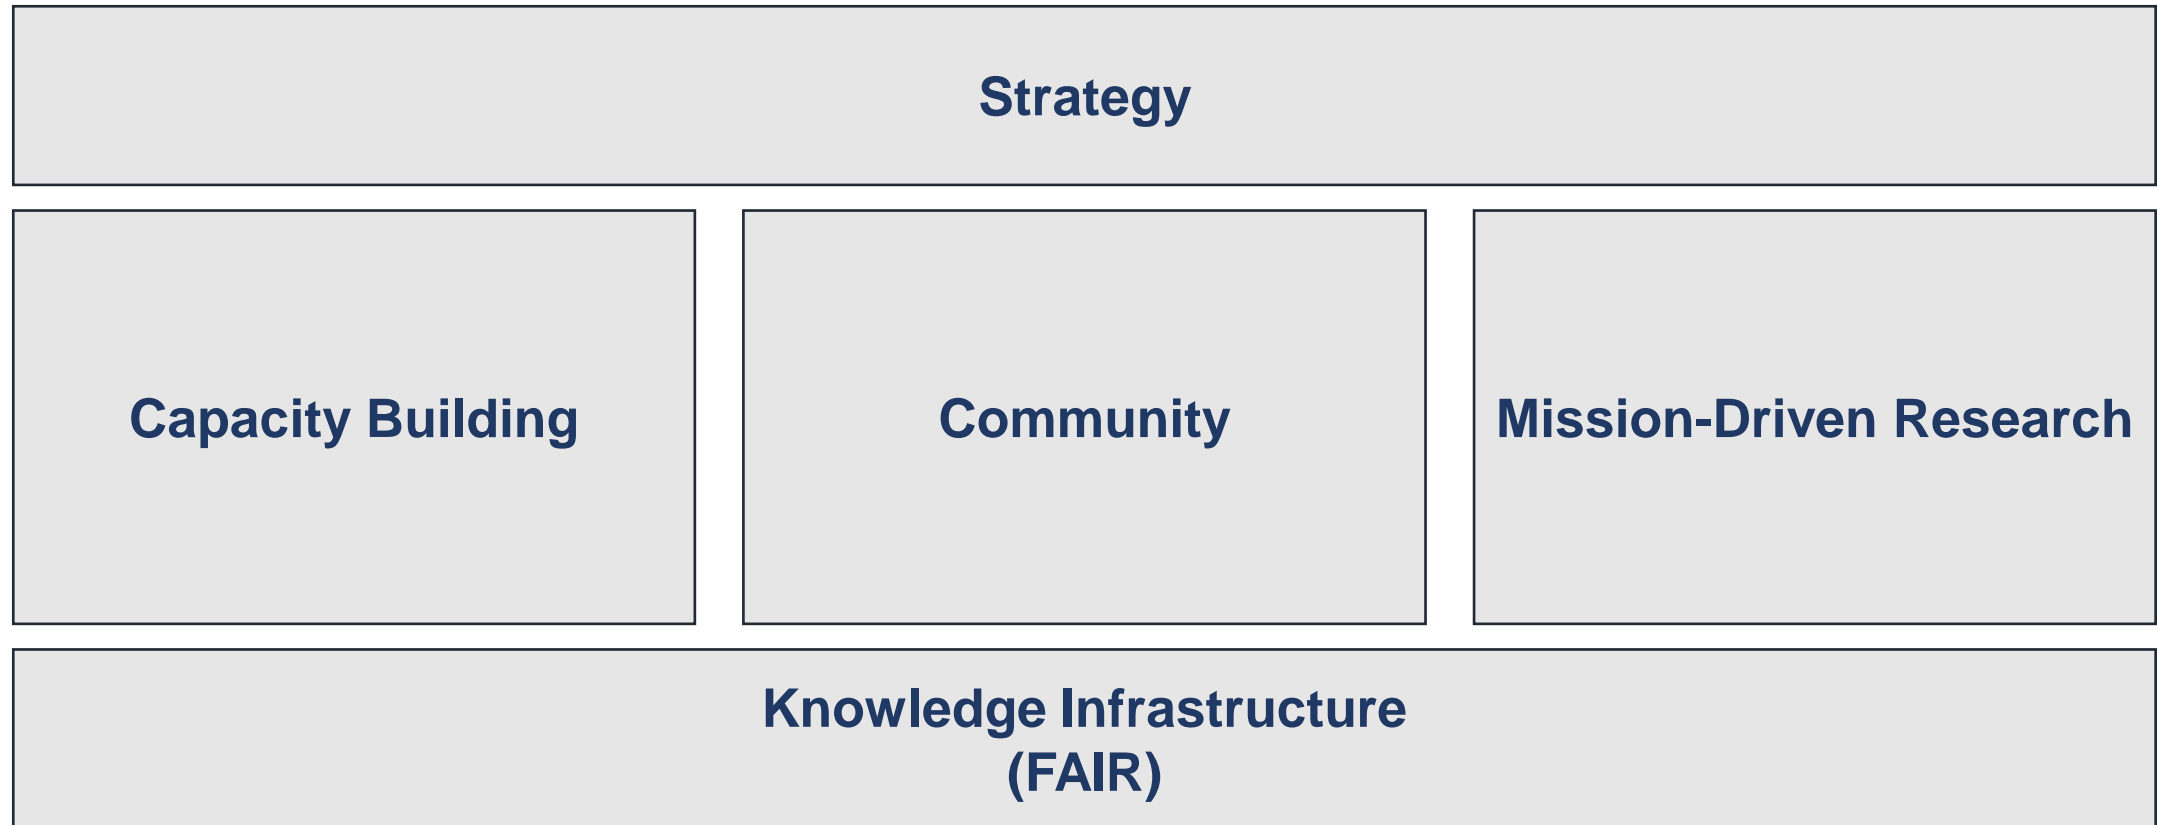 Strategy
Capacity Building
Community
Mission-Driven Research
Knowledge Infrastructure
(FAIR)